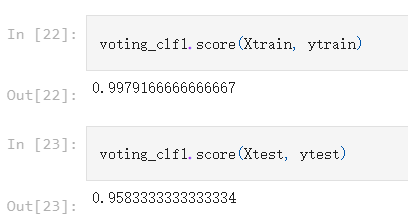 In [22]:
voting_clf1.score(Xtrain, ytrain)
Out[22]: 0.9979166666666667
In [23]:
voting_clf1.score(Xtest, ytest)
Out[23]: 0.9583333333333334